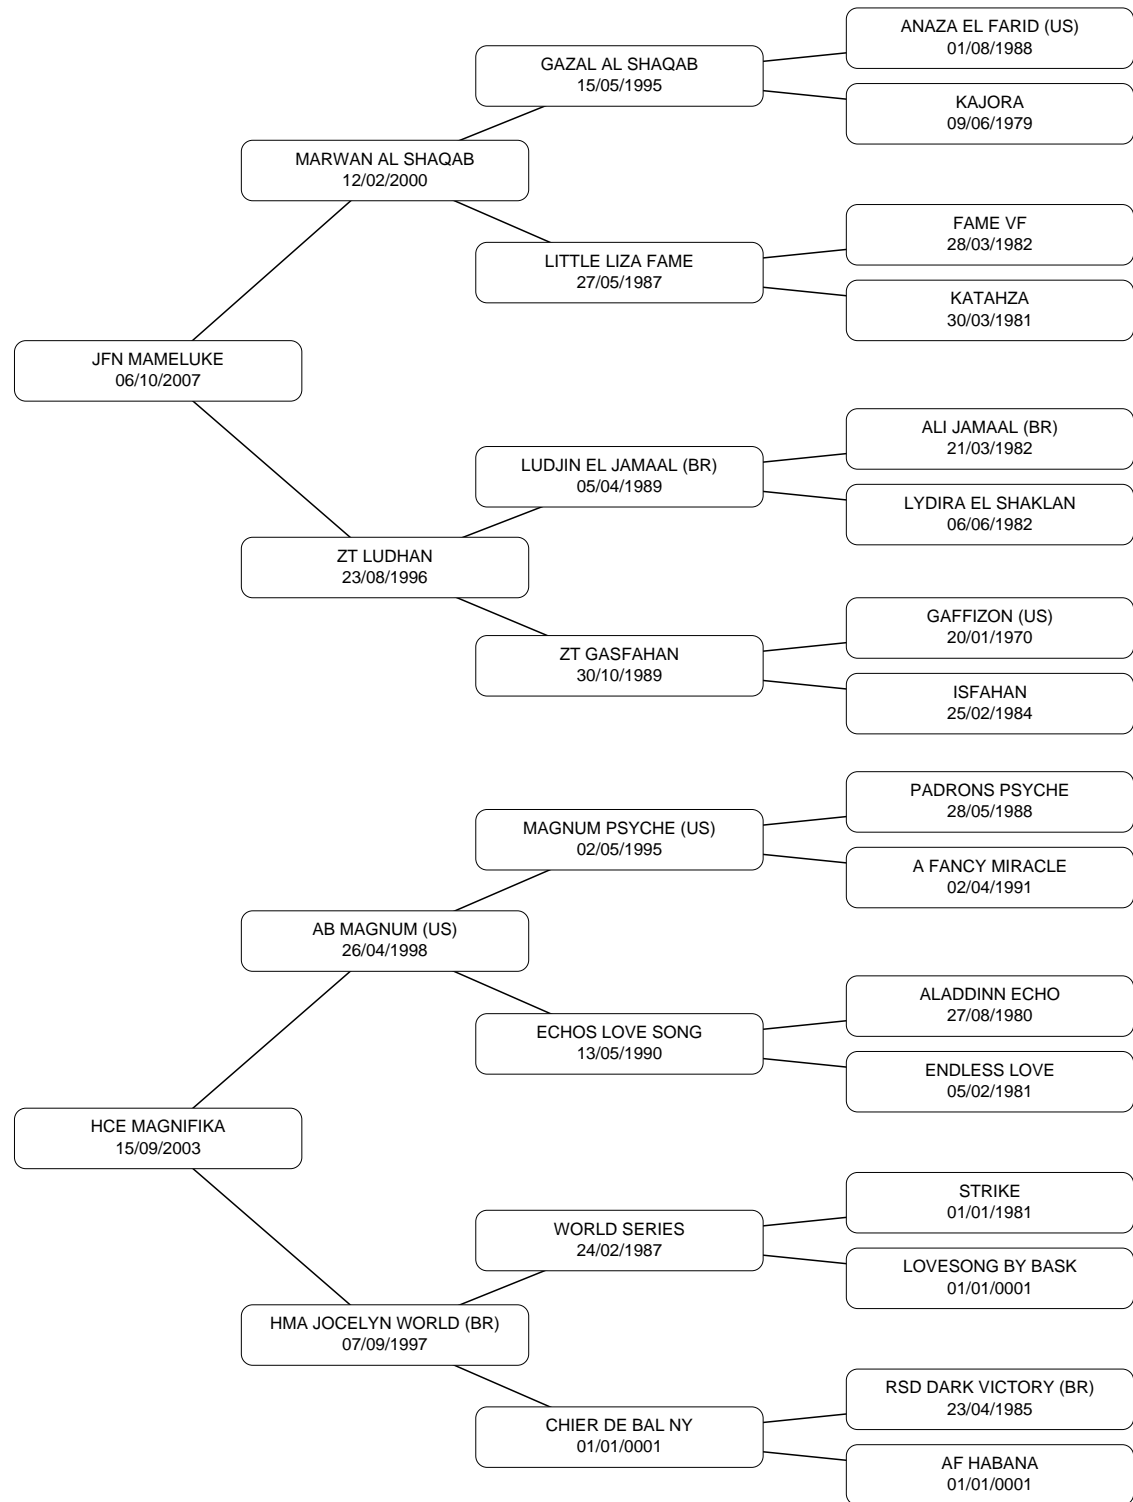 ANAZA EL FARID (US)
01/08/1988
GAZAL AL SHAQAB
15/05/1995
KAJORA
09/06/1979
MARWAN AL SHAQAB
12/02/2000
FAME VF
28/03/1982
LITTLE LIZA FAME
27/05/1987
KATAHZA
30/03/1981
JFN MAMELUKE
06/10/2007
ALI JAMAAL (BR)
21/03/1982
LUDJIN EL JAMAAL (BR)
05/04/1989
LYDIRA EL SHAKLAN
06/06/1982
ZT LUDHAN
23/08/1996
GAFFIZON (US)
20/01/1970
ZT GASFAHAN
30/10/1989
ISFAHAN
25/02/1984
PADRONS PSYCHE
28/05/1988
MAGNUM PSYCHE (US)
02/05/1995
A FANCY MIRACLE
02/04/1991
AB MAGNUM (US)
26/04/1998
ALADDINN ECHO
27/08/1980
ECHOS LOVE SONG
13/05/1990
ENDLESS LOVE
05/02/1981
HCE MAGNIFIKA
15/09/2003
STRIKE
01/01/1981
WORLD SERIES
24/02/1987
LOVESONG BY BASK
01/01/0001
HMA JOCELYN WORLD (BR)
07/09/1997
RSD DARK VICTORY (BR)
23/04/1985
CHIER DE BAL NY
01/01/0001
AF HABANA
01/01/0001